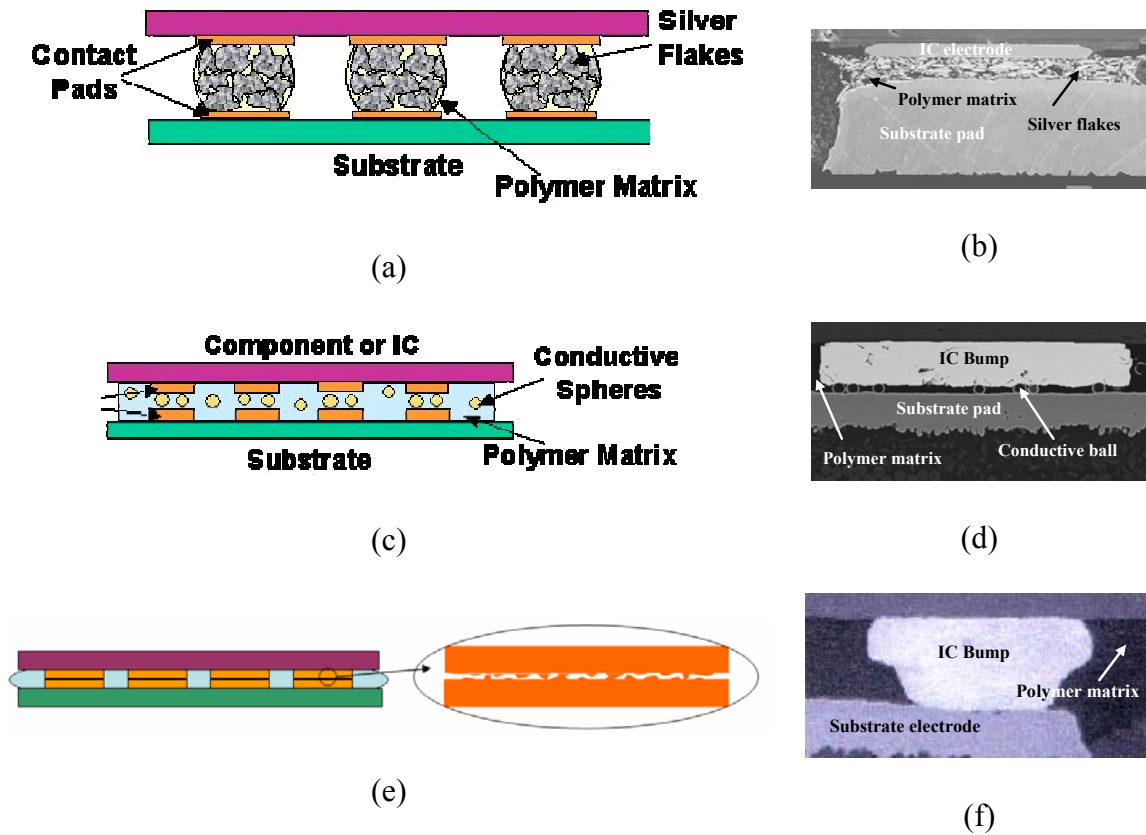 Contact
Pads
Silver
Flakes
Substrate
Polymer Matrix
(a)
IC electrode
Polymer matrix
Silver flakes
Substrate pad
(b)
Component or IC
Conductive
Spheres
Substrate
Polymer Matrix
(c)
IC Bump
Substrate pad
Polymer matrix
Conductive ball
(d)
(e)
IC Bump
Polymer matrix
Substrate electrode
(f)